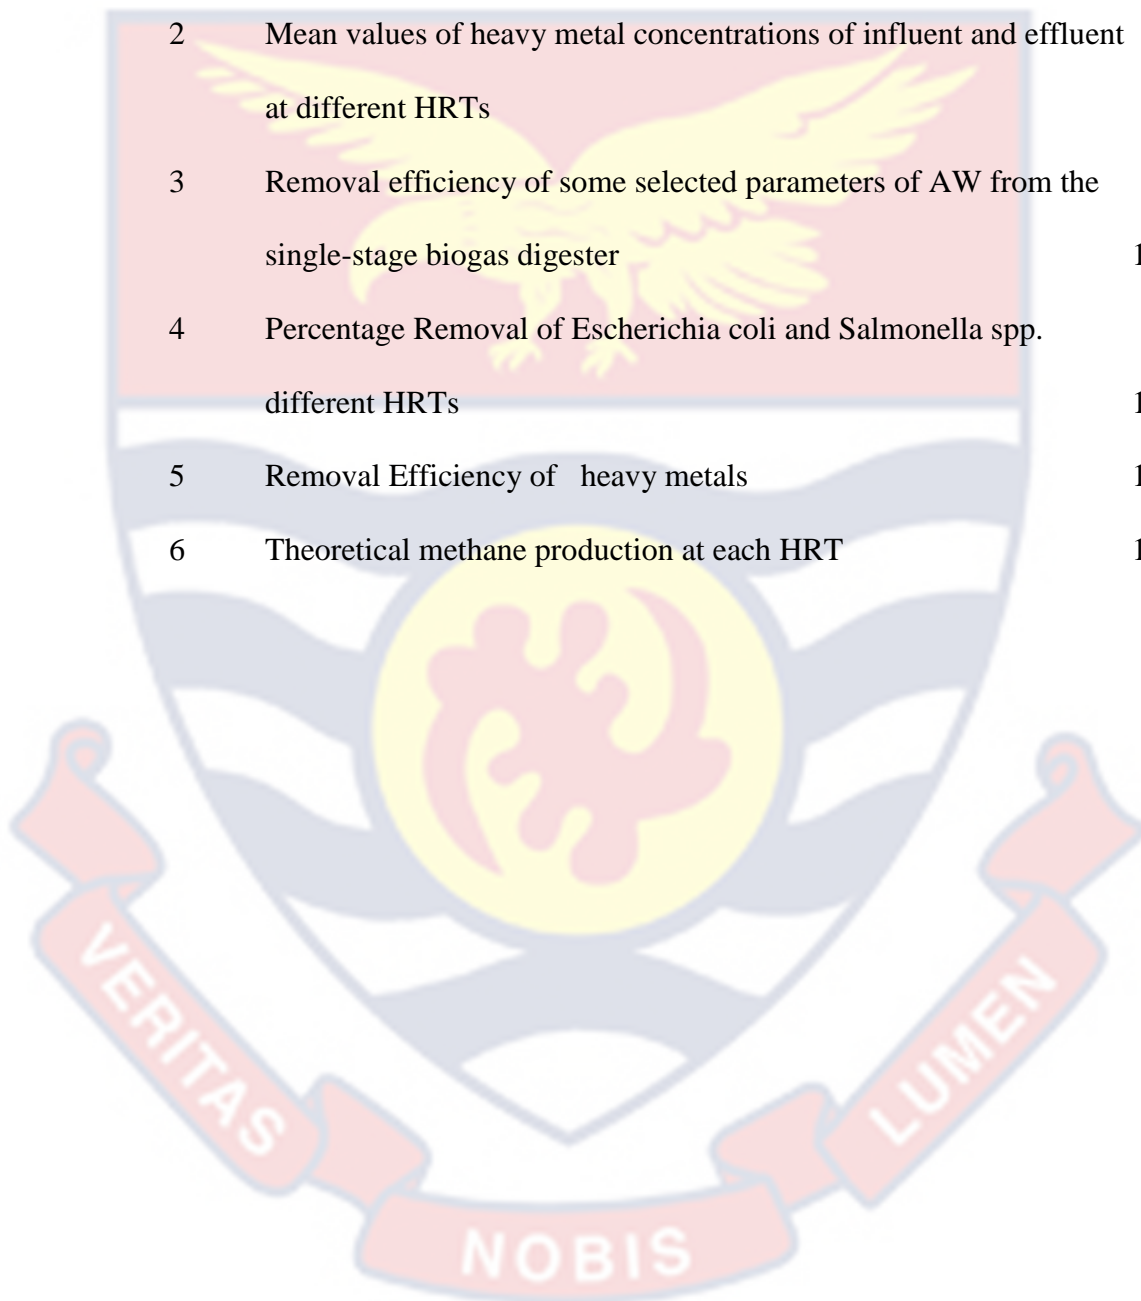 2 Mean values of heavy metal concentrations of influent and effluent
at different HRTs
3 Removal efficiency of some selected parameters of AW from the
single-stage biogas digester 1
4 Percentage Removal of Escherichia coli and Salmonella spp.
different HRTs 1
5 Removal Efficiency of heavy metals 1
6 Theoretical methane production at each HRT 1
VERITAS
NOBIS
LUMEN